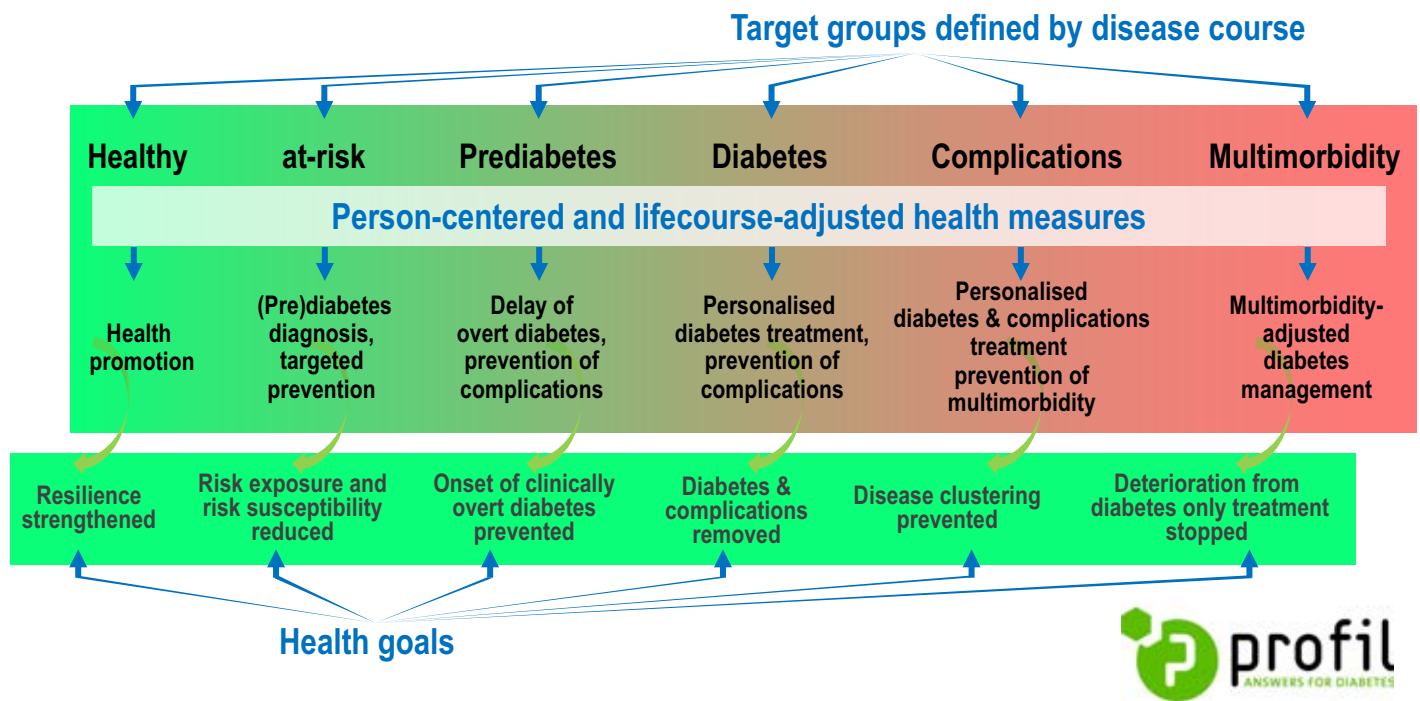 Target groups defined by disease course
Healthy
at-risk
Prediabetes
Diabetes
Complications
Multimorbidity
Person-centered and lifecourse-adjusted health measures
Health
promotion
(Pre)diabetes
diagnosis,
targeted
prevention
Delay of
overt diabetes,
prevention of
complications
Personalised
diabetes treatment,
prevention of
complications
Personalised
diabetes & complications
treatment
prevention of
multimorbidity
Multimorbidity-
adjusted
diabetes
management
Resilience
strengthened
Risk exposure and
risk susceptibility
reduced
Onset of clinically
overt diabetes
prevented
Diabetes &
complications
removed
Disease clustering
prevented
Deterioration from
diabetes only treatment
stopped
Health goals
profil
ANSWERS FOR DIABETES